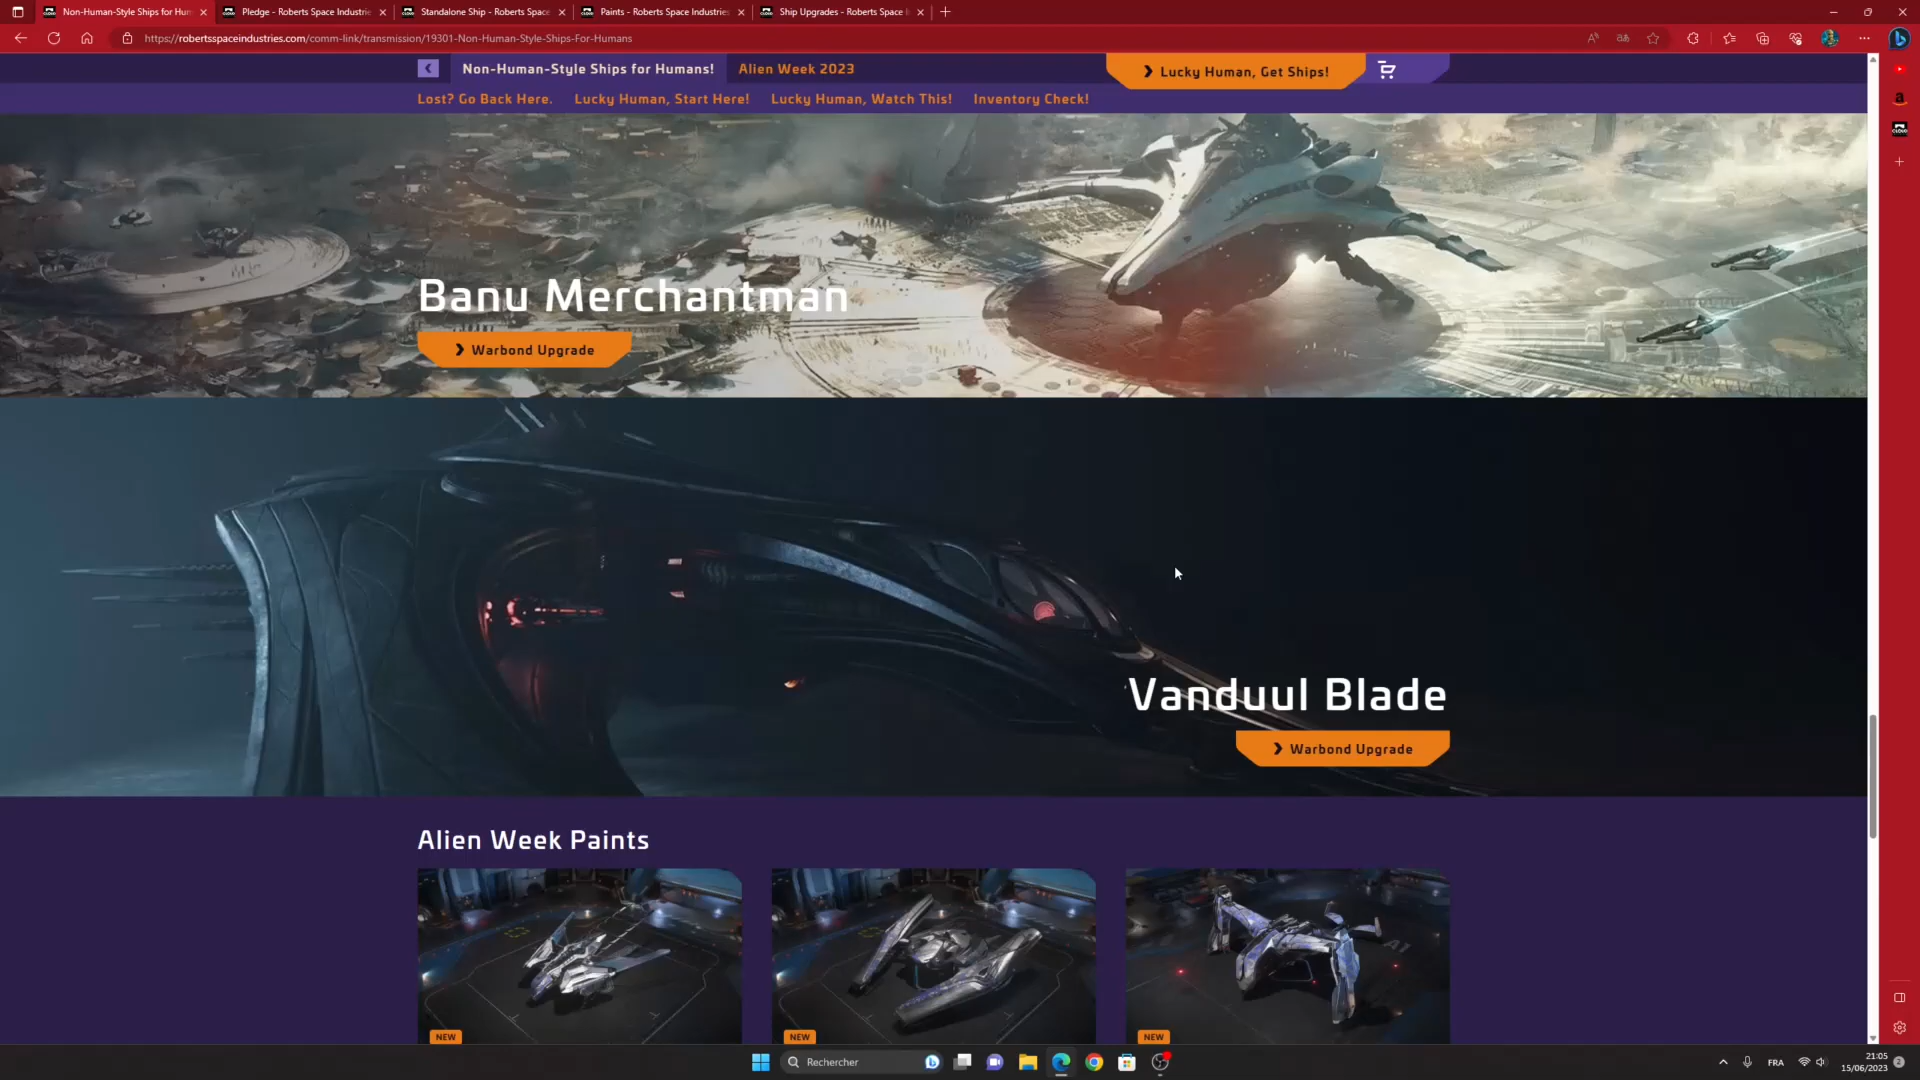 Non-Human-Style Ships for Hum
Pledge - Roberts Space Industrie
Standalone Ship - Roberts Space
Paints - Roberts Space Industries
Ship Upgrades - Roberts Space I
https://robertsspaceindustries.com/comm-link/transmission/19301-Non-Human-Style-Ships-For-Humans
Non-Human-Style Ships for Humans!
Alien Week 2023
Lucky Human, Get Ships!
Lost? Go Back Here.
Lucky Human, Start Here!
Lucky Human, Watch This!
Inventory Check!
Banu Merchantman
Warbond Upgrade
Vanduul Blade
Warbond Upgrade
Alien Week Paints
NEW
NEW
NEW
Rechercher
FRA
21:05
15/06/2023
2